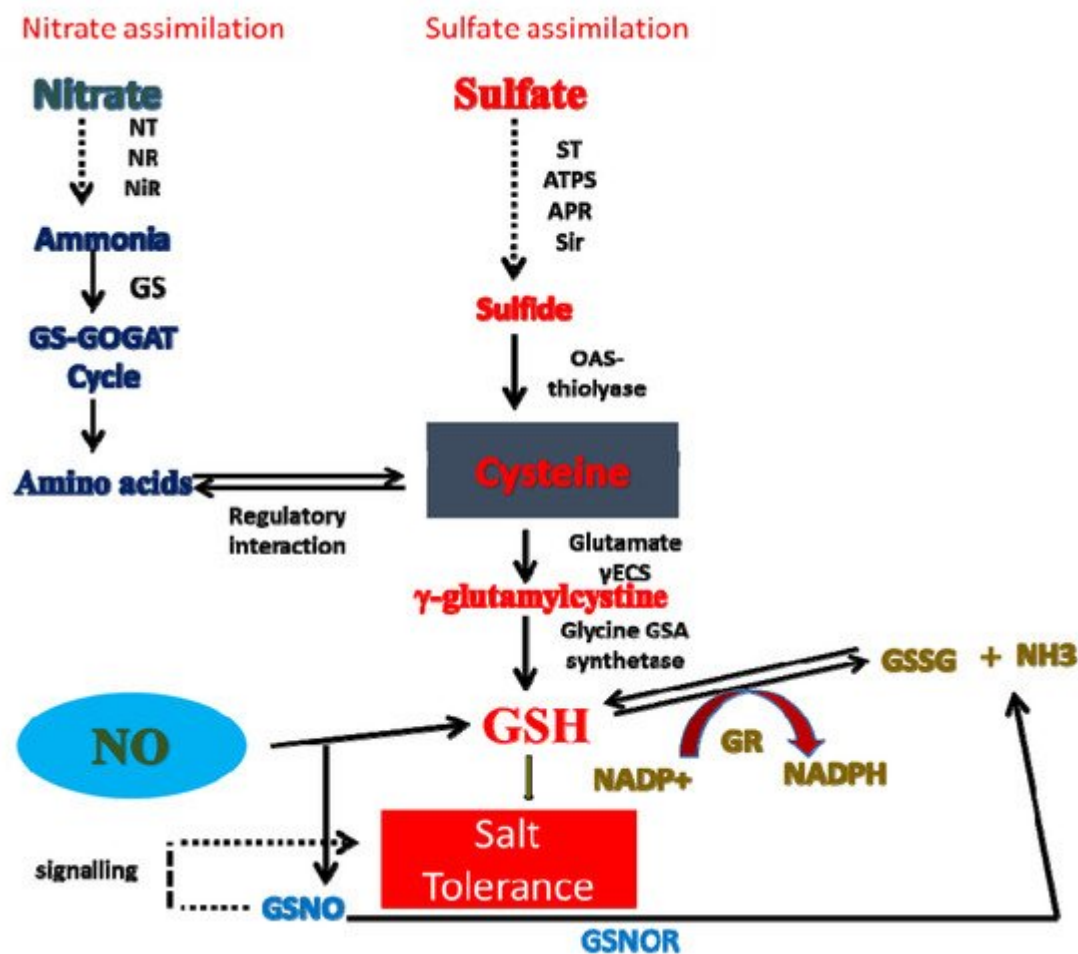 Nitrate assimilation
Sulfate assimilation
Nitrate
NT
NR
NiR
Ammonia
GS
GS-GOGAT
Cycle
Amino acids
Sulfate
ST
ATPS
APR
Sir
Sulfide
OAS-
thiolyase
Cysteine
Regulatory
interaction
Glutamate
γECS
γ-glutamylcystine
Glycine GSA
synthetase
GSH
GSSG + NH3
GR
NADP+
NADPH
NO
Salt
Tolerance
signalling
GSNO
GSNOR